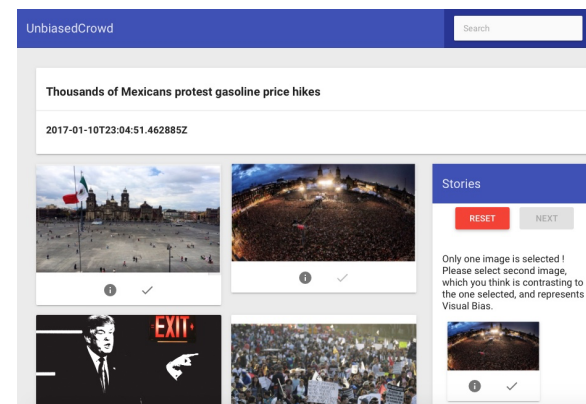 UnbiasedCrowd
Search
Thousands of Mexicans protest gasoline price hikes
2017-01-10T23:04:51.462885Z
Stories
RESET
NEXT
Only one image is selected !
Please select second image,
which you think is contrasting to
the one selected, and represents
Visual Bias.
EXIT